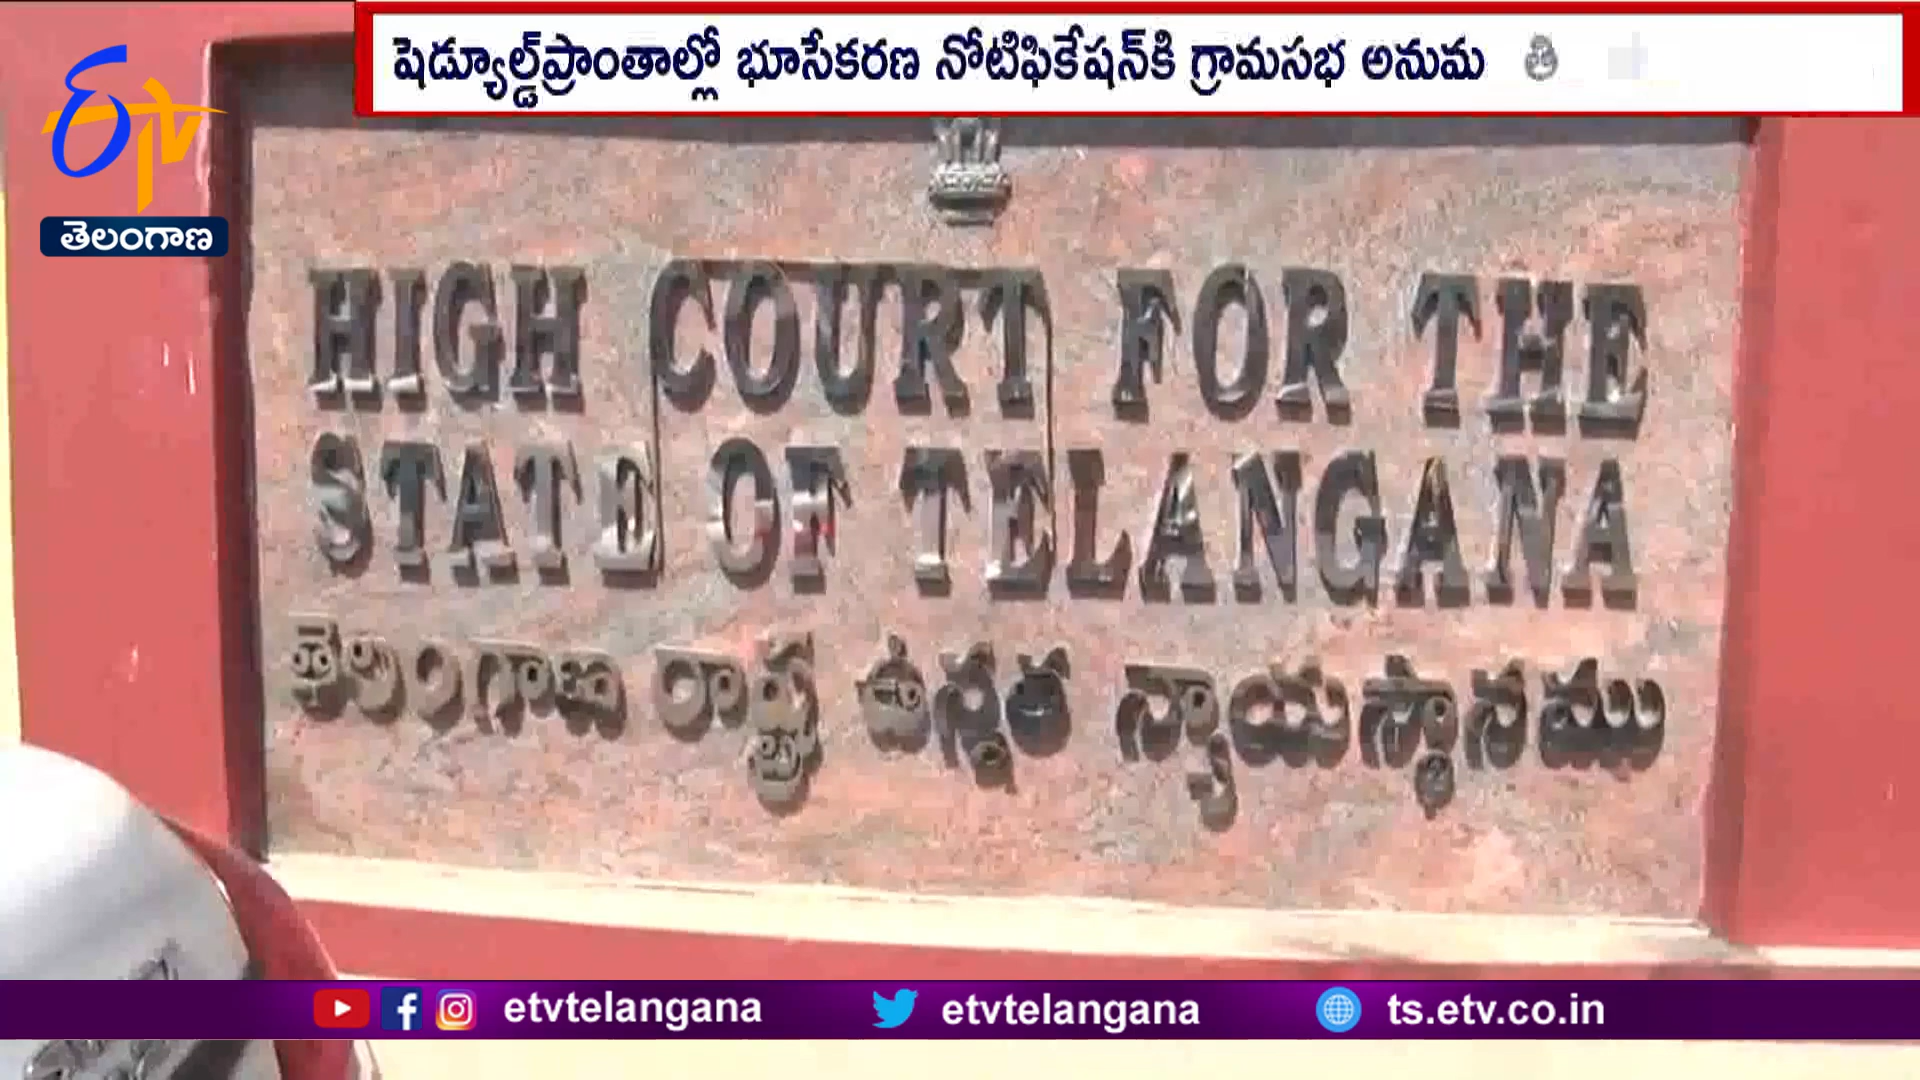 షెడ్యూల్డ్‌ప్రాంతాల్లో భూసేకరణ నోటిఫికేషన్‌కి గ్రామసభ అనుమతి
ETV
తెలంగాణ
HIGH COURT FOR THE
STATE OF TELANGANA
తెలంగాణ రాష్ట్ర ఉన్నత న్యాయస్థానము
etvtelangana
etvtelangana
ts.etv.co.in